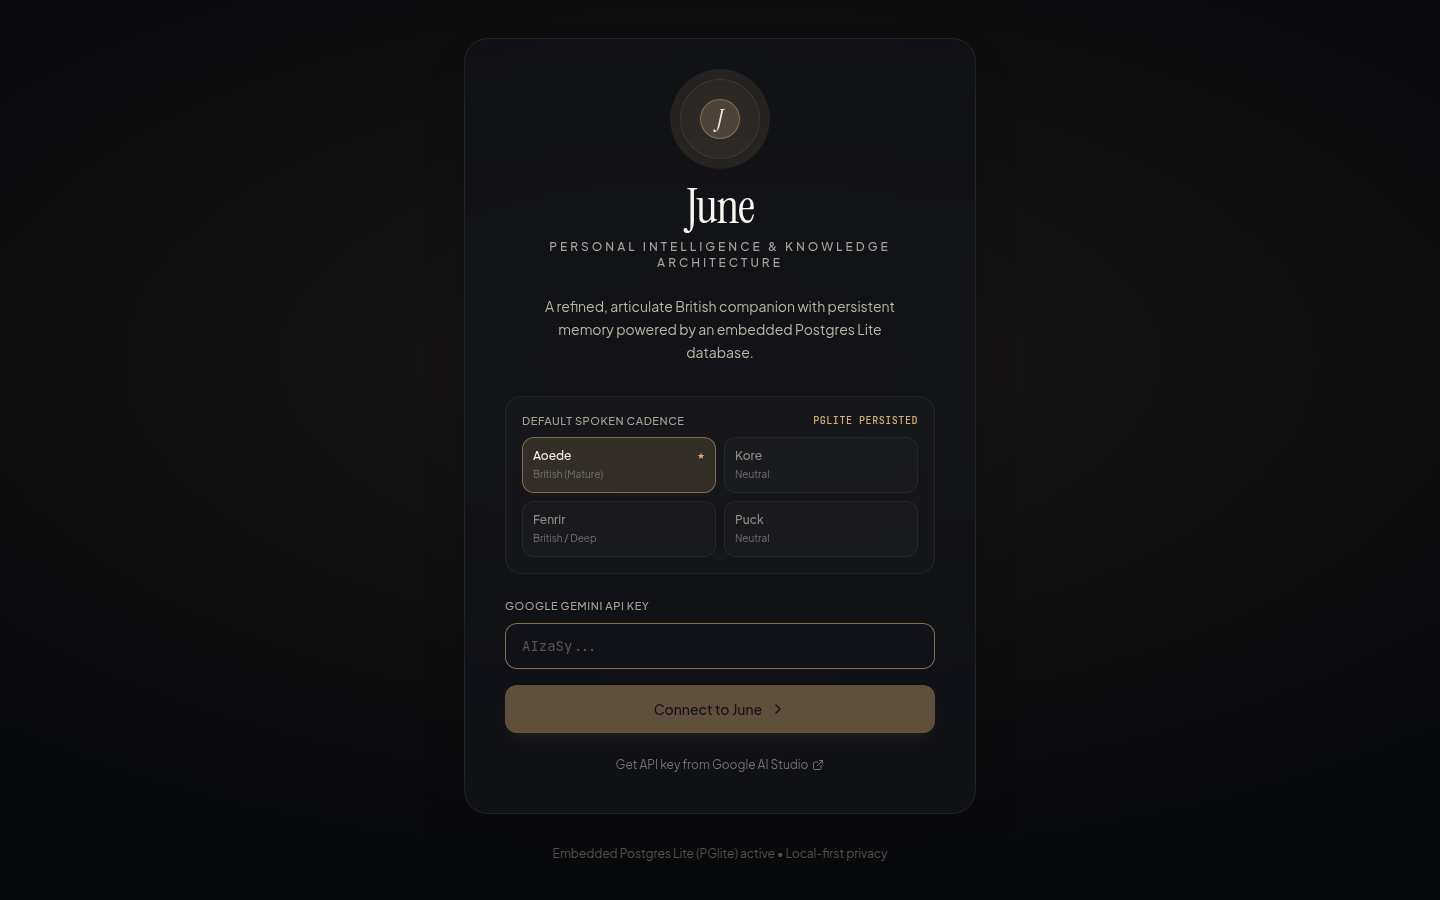 J
June
PERSONAL INTELLIGENCE & KNOWLEDGE
ARCHITECTURE
A refined, articulate British companion with persistent
memory powered by an embedded Postgres Lite
database.
DEFAULT SPOKEN CADENCE
PGLITE PERSISTED
Aoede ★
British (Mature)
Kore
Neutral
Fenrir
British / Deep
Puck
Neutral
GOOGLE GEMINI API KEY
AIzaSy...
Connect to June
Get API key from Google AI Studio
Embedded Postgres Lite (PGlite) active • Local-first privacy